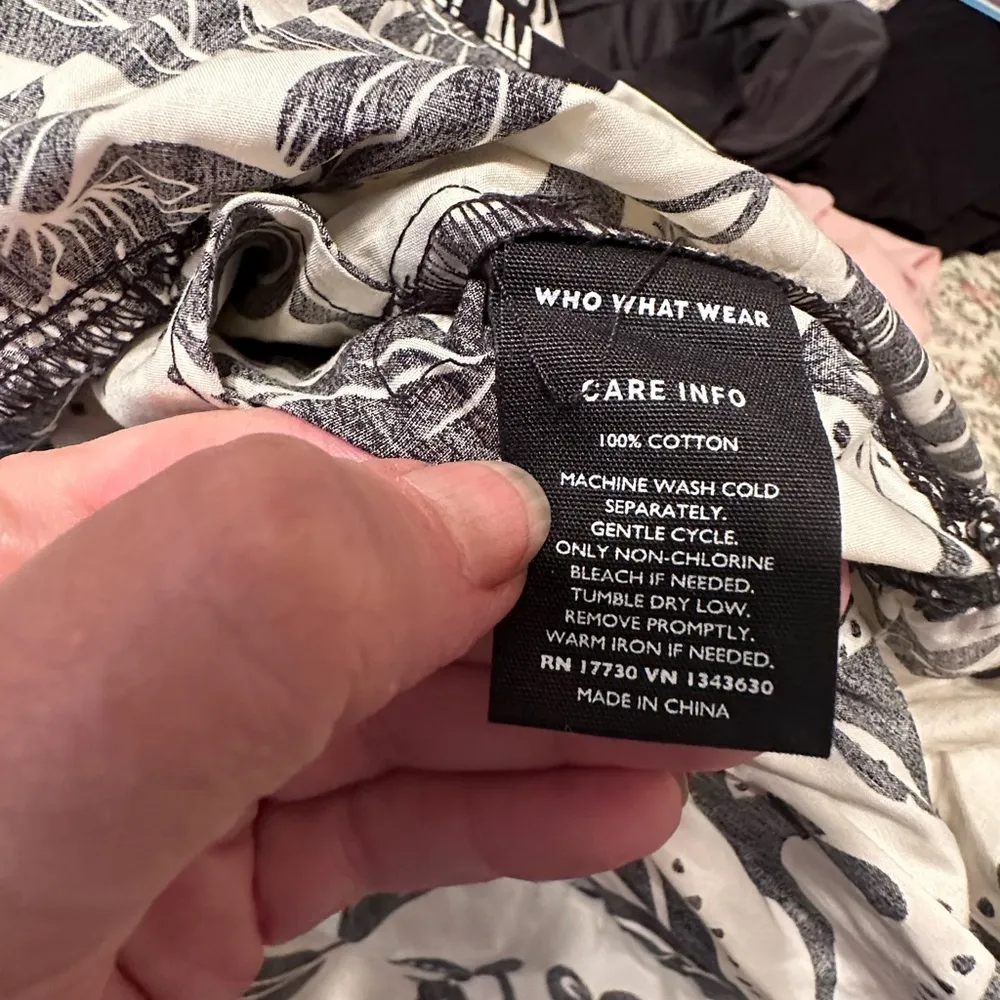 WHO WHAT WEAR
CARE INFO
100% COTTON
MACHINE WASH COLD
SEPARATELY.
GENTLE CYCLE.
ONLY NON-CHLORINE
BLEACH IF NEEDED.
TUMBLE DRY LOW.
REMOVE PROMPTLY.
WARM IRON IF NEEDED.
RN 17730 VN 1343630
MADE IN CHINA